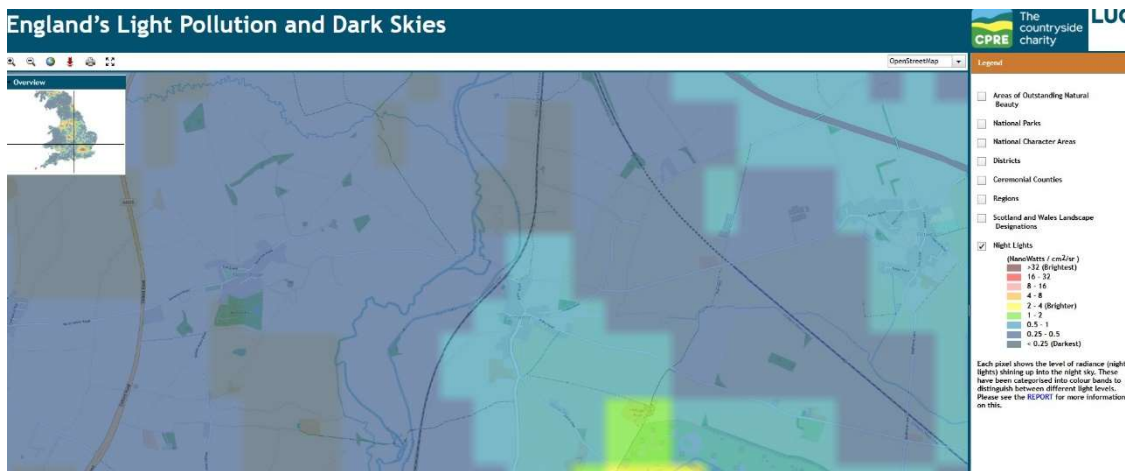 England's Light Pollution and Dark Skies
CPRE
The
countryside
charity
LUC
OpenStreetMap
Legend
Overview
Areas of Outstanding Natural
Beauty
National Parks
National Character Areas
Districts
Ceremonial Counties
Regions
Scotland and Wales Landscape
Designations
Night Lights
(NanoWatts / cm2/sr )
>32 (Brightest)
16 - 32
8 - 16
4 - 8
2 - 4 (Brighter)
1 - 2
0.5 - 1
0.25 - 0.5
< 0.25 (Darkest)
Each pixel shows the level of radiance (night
lights) shining up into the night sky. These
have been categorised into colour bands to
distinguish between different light levels.
Please see the REPORT for more information
on this.